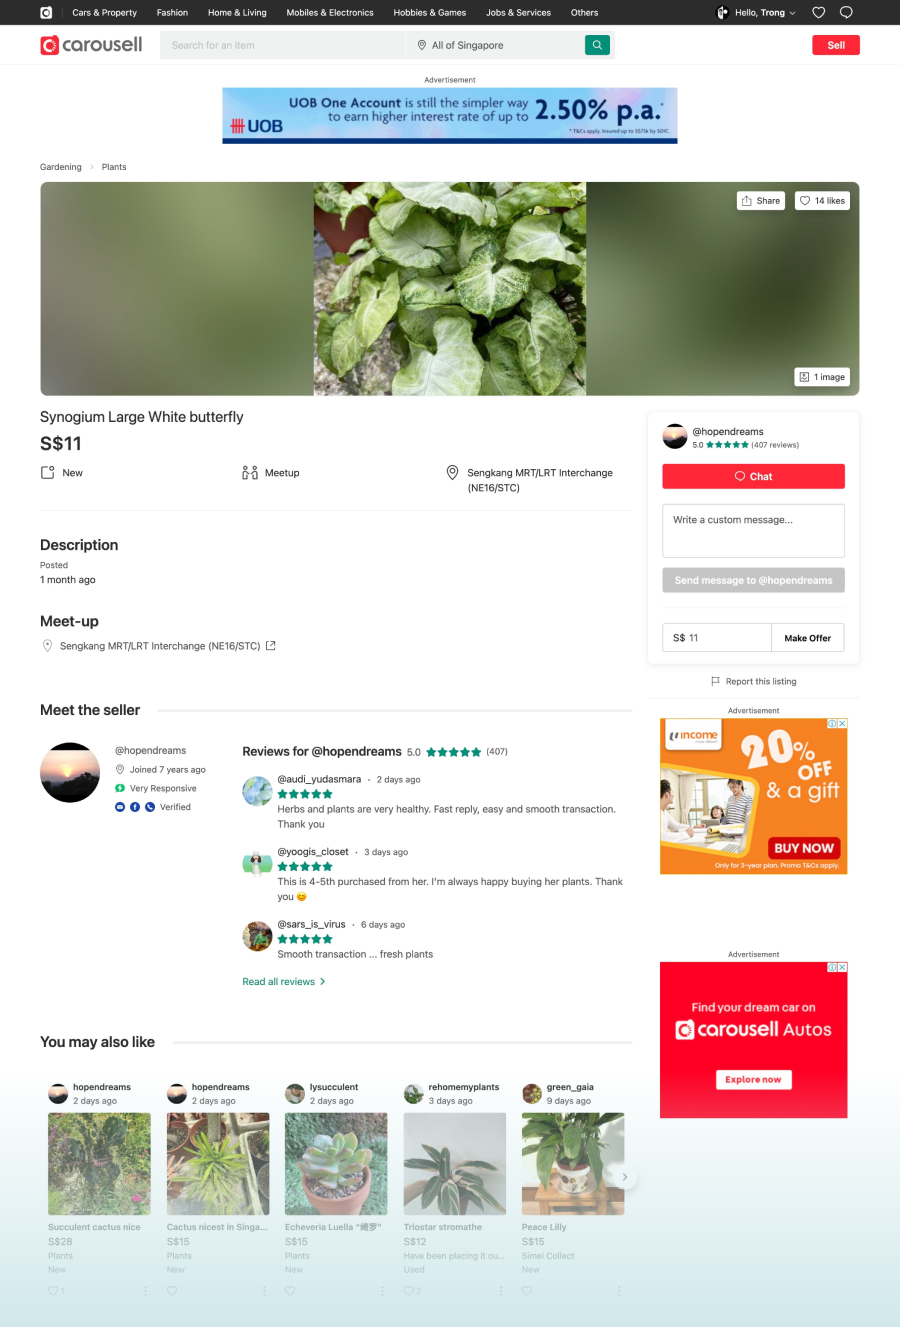 Cars & Property
Fashion
Home & Living
Mobiles & Electronics
Hobbies & Games
Jobs & Services
Others
Hello, Trong
carousell
Search for an item
All of Singapore
Sell
Advertisement
UOB
UOB One Account is still the simpler way
to earn higher interest rate of up to
2.50% p.a.*
* T&Cs apply. Insured up to S$75k by SDIC.
Gardening
Plants
Share
14 likes
1 image
Synogium Large White butterfly
S$11
New
Meetup
Sengkang MRT/LRT Interchange
(NE16/STC)
@hopendreams
5.0 (407 reviews)
Chat
Write a custom message...
Send message to @hopendreams
S$ 11
Make Offer
Report this listing
Description
Posted
1 month ago
Meet-up
Sengkang MRT/LRT Interchange (NE16/STC)
Meet the seller
@hopendreams
Joined 7 years ago
Very Responsive
Verified
Reviews for @hopendreams 5.0 (407)
@audi_yudasmara · 2 days ago
Herbs and plants are very healthy. Fast reply, easy and smooth transaction.
Thank you
@yoogis_closet · 3 days ago
This is 4-5th purchased from her. I'm always happy buying her plants. Thank
you 😊
@sars_is_virus · 6 days ago
Smooth transaction ... fresh plants
Read all reviews
Advertisement
income
20%
OFF
& a gift
BUY NOW
Only for 3-year plan. Promo T&Cs apply.
Advertisement
Find your dream car on
carousell Autos
Explore now
You may also like
hopendreams
2 days ago
Succulent cactus nice
S$28
Plants
New
1
hopendreams
2 days ago
Cactus nicest in Singa...
S$15
Plants
New
lysucculent
2 days ago
Echeveria Luella "绮罗"
S$15
Plants
New
rehomemyplants
3 days ago
Triostar stromathe
S$12
Have been placing it ou...
Used
2
green_gaia
9 days ago
Peace Lilly
S$15
Simei Collect
New